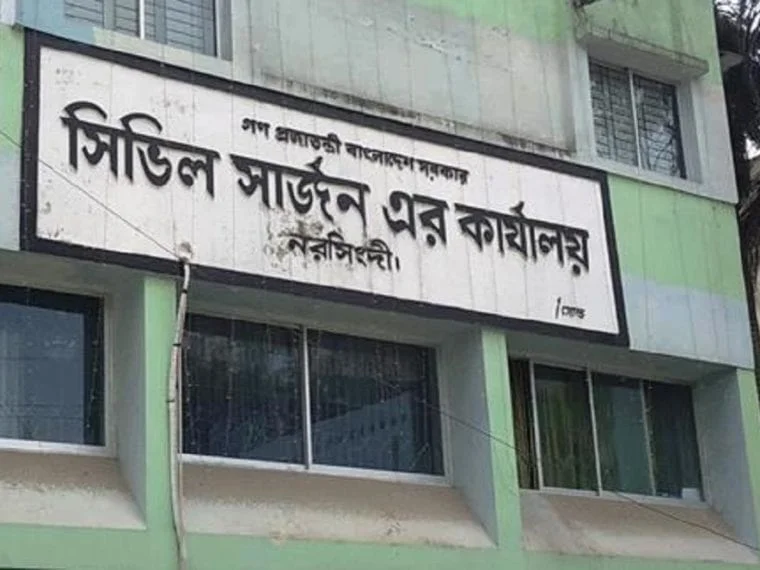 গণ প্রজাতন্ত্রী বাংলাদেশ সরকার
সিভিল সার্জন এর কার্যালয়
নরসিংদী।